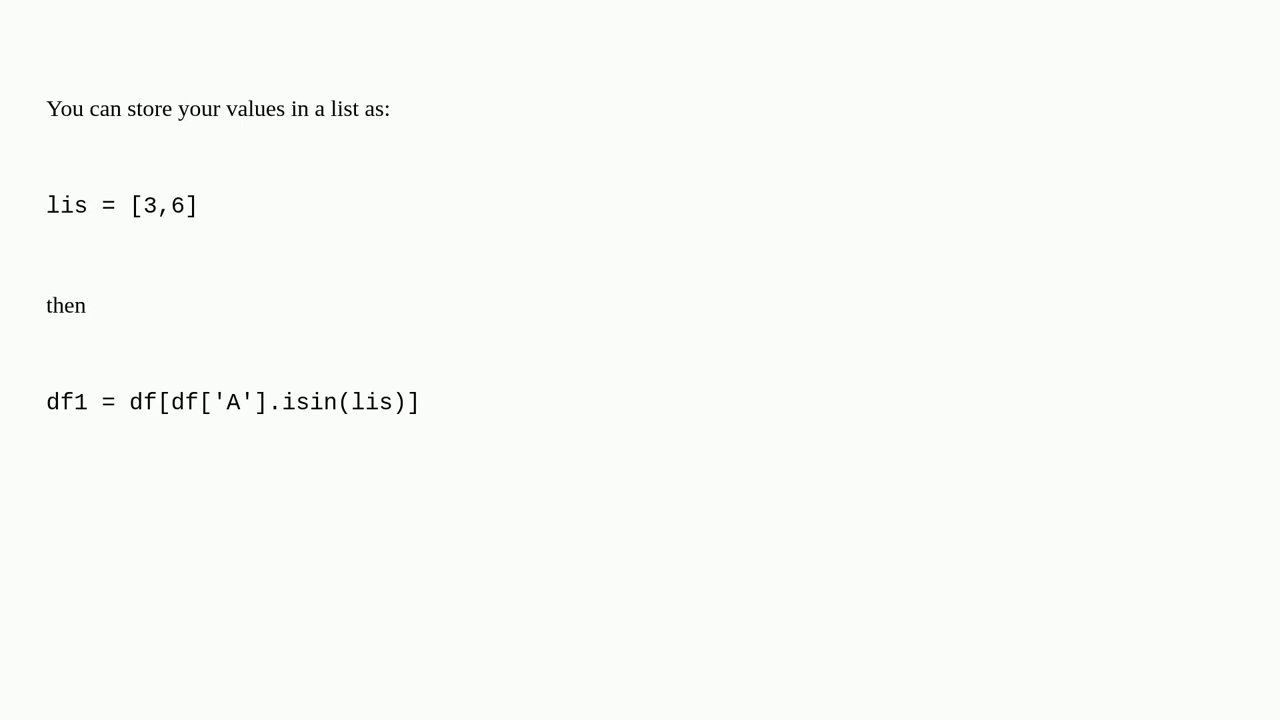 You can store your values in a list as:
lis = [3,6]
then
df1 = df[df['A'].isin(lis)]